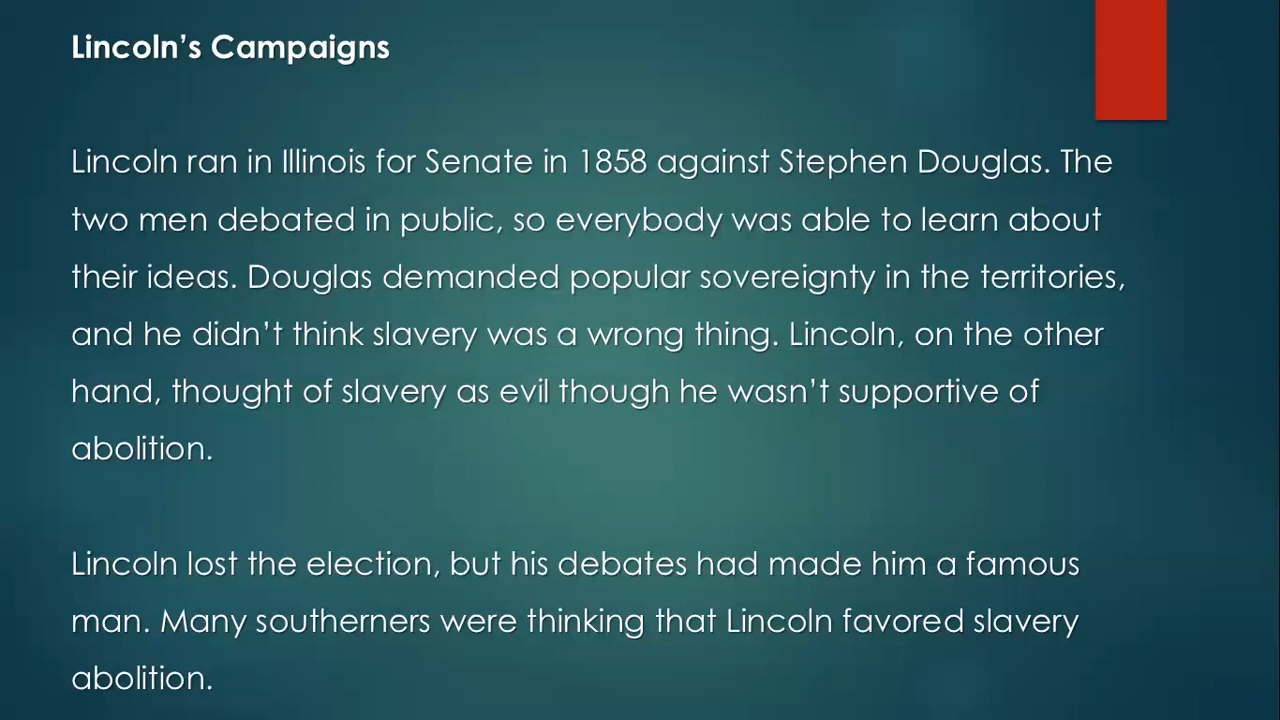 Lincoln’s Campaigns
Lincoln ran in Illinois for Senate in 1858 against Stephen Douglas. The
two men debated in public, so everybody was able to learn about
their ideas. Douglas demanded popular sovereignty in the territories,
and he didn’t think slavery was a wrong thing. Lincoln, on the other
hand, thought of slavery as evil though he wasn’t supportive of
abolition.
Lincoln lost the election, but his debates had made him a famous
man. Many southerners were thinking that Lincoln favored slavery
abolition.